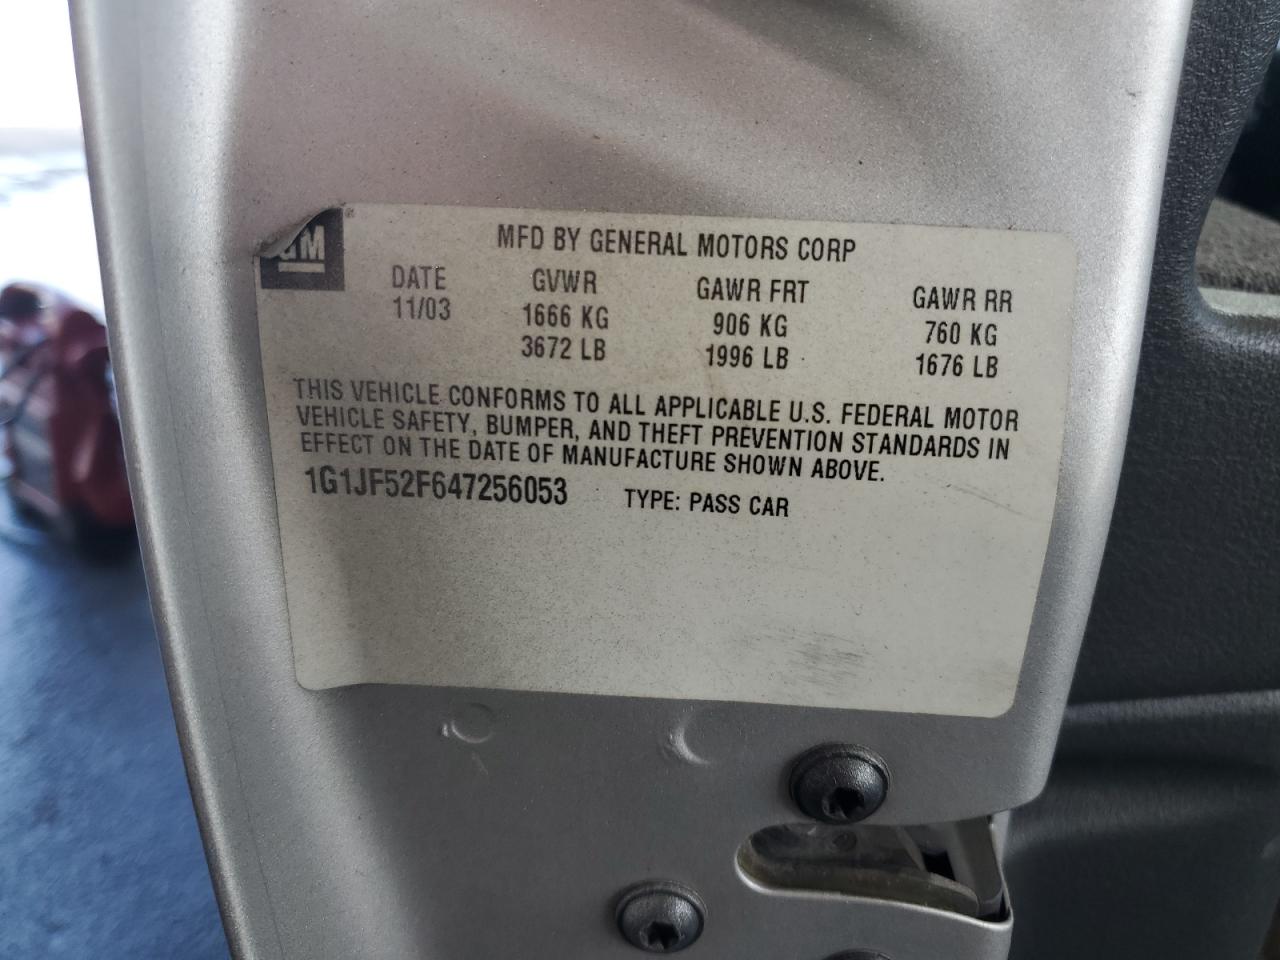 GM
MFD BY GENERAL MOTORS CORP
DATE GVWR GAWR FRT GAWR RR
11/03 1666 KG 906 KG 760 KG
3672 LB 1996 LB 1676 LB
THIS VEHICLE CONFORMS TO ALL APPLICABLE U.S. FEDERAL MOTOR
VEHICLE SAFETY, BUMPER, AND THEFT PREVENTION STANDARDS IN
EFFECT ON THE DATE OF MANUFACTURE SHOWN ABOVE.
1G1JF52F647256053 TYPE: PASS CAR